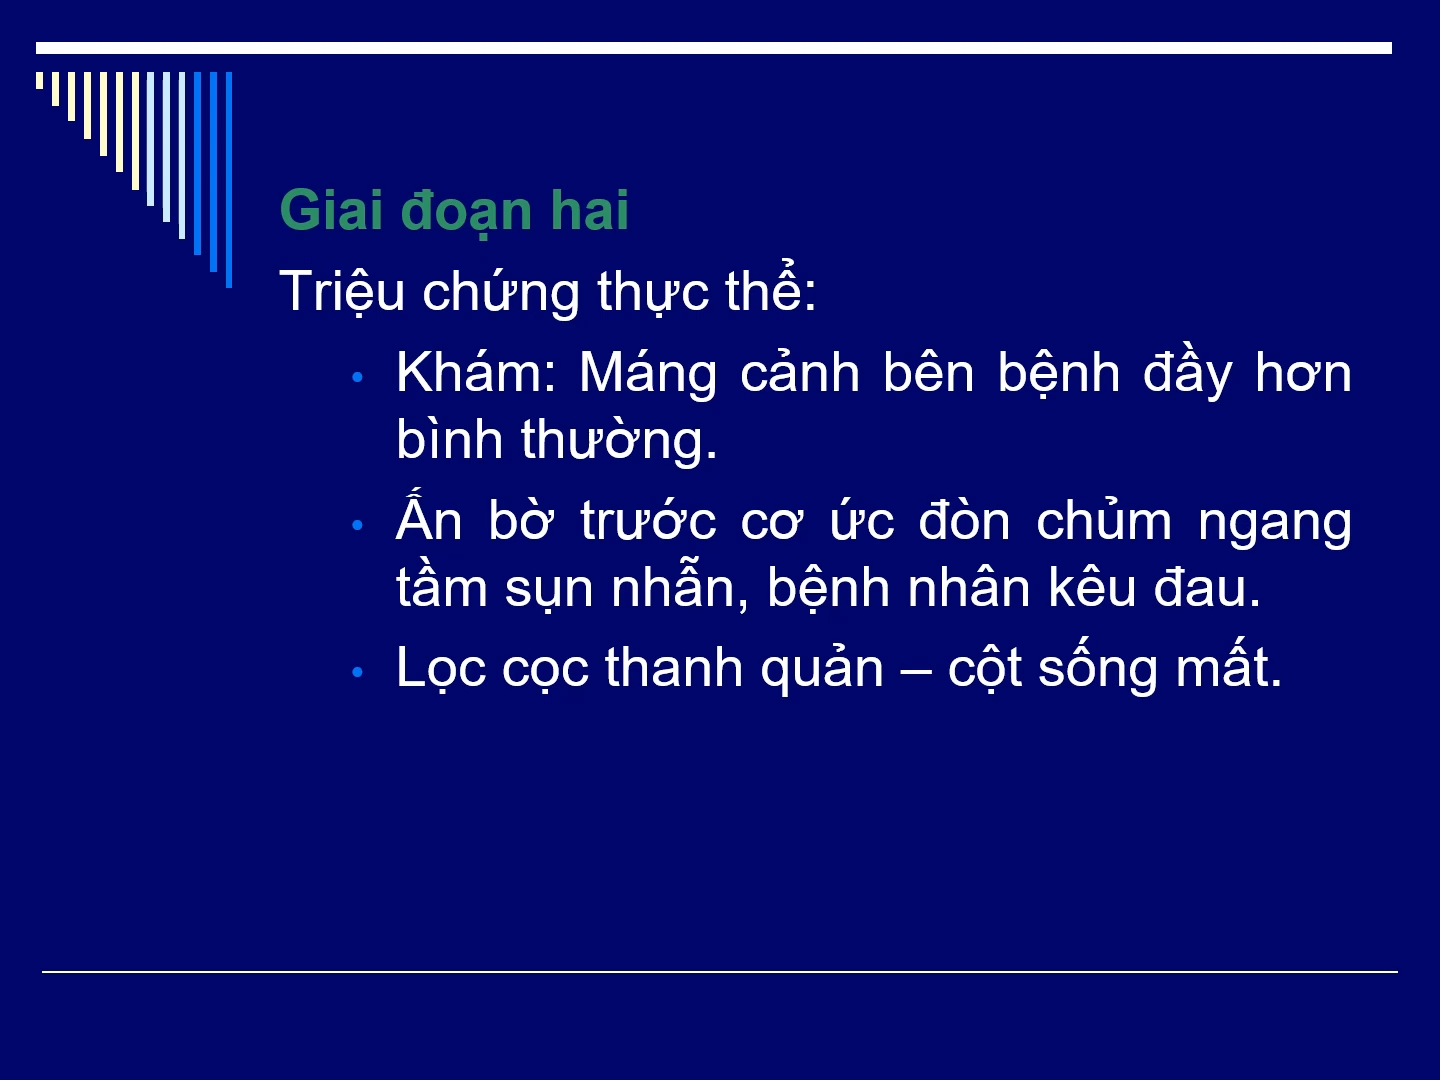 Giai đoạn hai
Triệu chứng thực thể:
• Khám: Máng cảnh bên bệnh đầy hơn
bình thường.
• Ấn bờ trước cơ ức đòn chủm ngang
tầm sụn nhẫn, bệnh nhân kêu đau.
• Lọc cọc thanh quản – cột sống mất.